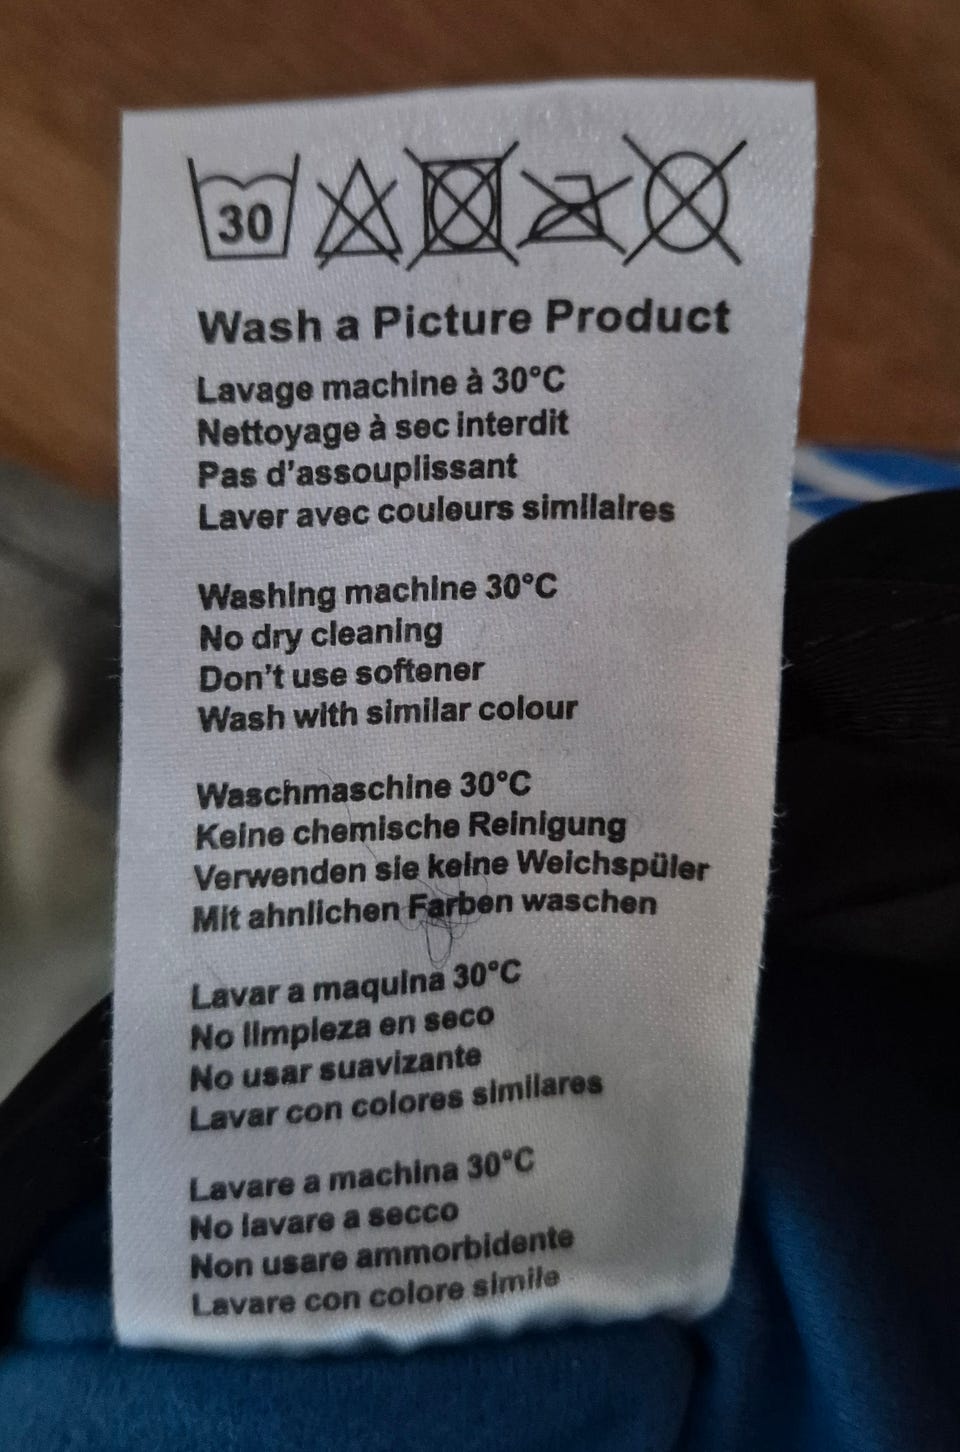 30
Wash a Picture Product
Lavage machine à 30°C
Nettoyage à sec interdit
Pas d'assouplissant
Laver avec couleurs similaires
Washing machine 30°C
No dry cleaning
Don't use softener
Wash with similar colour
Waschmaschine 30°C
Keine chemische Reinigung
Verwenden sie keine Weichspüler
Mit ahnlichen Farben waschen
Lavar a maquina 30°C
No limpieza en seco
No usar suavizante
Lavar con colores similares
Lavare a machina 30°C
No lavare a secco
Non usare ammorbidente
Lavare con colore simile